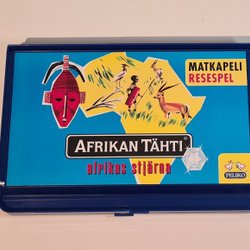 MATKAPELI
RESESPEL
AFRIKAN TÄHTI
afrikas stjärna
PELIKO